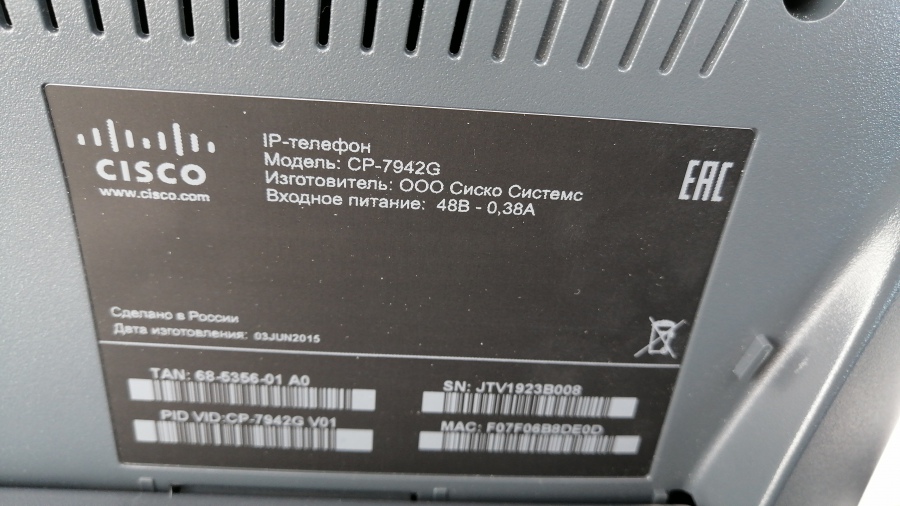 CISCO
www.cisco.com
IP-телефон
Модель: CP-7942G
Изготовитель: ООО Сиско Системс
Входное питание: 48В - 0,38А
EAC
Сделано в России
Дата изготовления: 03JUN2015
TAN: 68-5356-01 A0
SN: JTV1923B008
PID VID:CP-7942G V01
MAC: F07F06B8DE0D